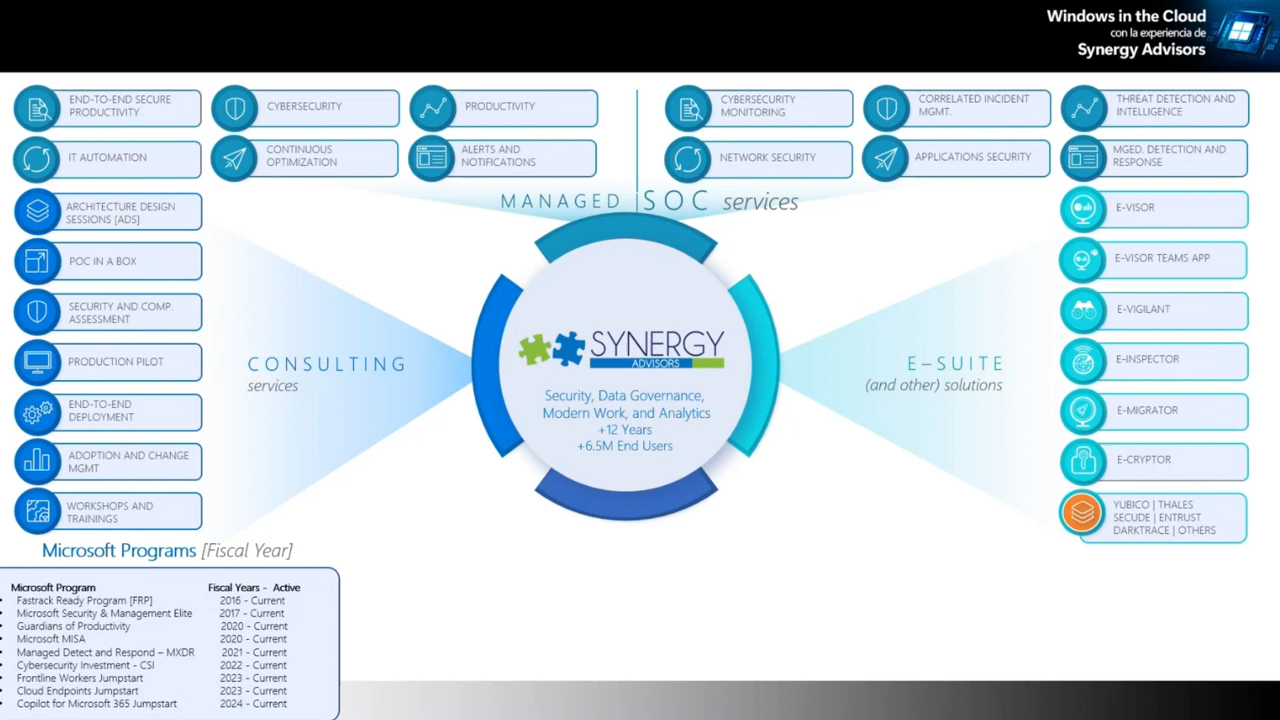 Windows in the Cloud
con la experiencia de
Synergy Advisors
END-TO-END SECURE
PRODUCTIVITY
CYBERSECURITY
PRODUCTIVITY
IT AUTOMATION
CONTINUOUS
OPTIMIZATION
ALERTS AND
NOTIFICATIONS
CYBERSECURITY
MONITORING
CORRELATED INCIDENT
MGMT.
THREAT DETECTION AND
INTELLIGENCE
NETWORK SECURITY
APPLICATIONS SECURITY
MGED. DETECTION AND
RESPONSE
MANAGED SOC services
ARCHITECTURE DESIGN
SESSIONS [ADS]
POC IN A BOX
SECURITY AND COMP.
ASSESSMENT
PRODUCTION PILOT
END-TO-END
DEPLOYMENT
ADOPTION AND CHANGE
MGMT
WORKSHOPS AND
TRAININGS
CONSULTING
services
SYNERGY
ADVISORS
Security, Data Governance,
Modern Work, and Analytics
+12 Years
+6.5M End Users
E–SUITE
(and other) solutions
E-VISOR
E-VISOR TEAMS APP
E-VIGILANT
E-INSPECTOR
E-MIGRATOR
E-CRYPTOR
YUBICO | THALES
SECUDE | ENTRUST
DARKTRACE | OTHERS
Microsoft Programs [Fiscal Year]
Microsoft Program Fiscal Years - Active
• Fastrack Ready Program [FRP] 2016 - Current
• Microsoft Security & Management Elite 2017 - Current
• Guardians of Productivity 2020 - Current
• Microsoft MISA 2020 - Current
• Managed Detect and Respond – MXDR 2021 - Current
• Cybersecurity Investment - CSI 2022 - Current
• Frontline Workers Jumpstart 2023 - Current
• Cloud Endpoints Jumpstart 2023 - Current
• Copilot for Microsoft 365 Jumpstart 2024 - Current